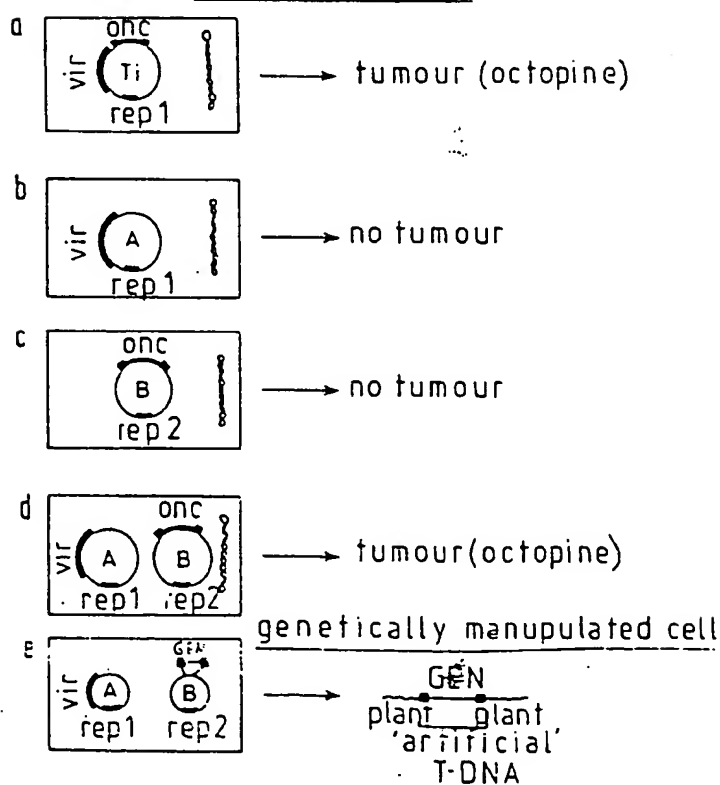 a
onc
vir
Ti
rep1
tumour (octopine)
b
vir
A
rep1
no tumour
c
onc
B
rep2
no tumour
d
onc
vir
A
B
rep1
rep2
tumour(octopine)
genetically manupulated cell
e
GEN
vir
A
B
rep1
rep2
GEN
plant plant
'artificial'
T-DNA